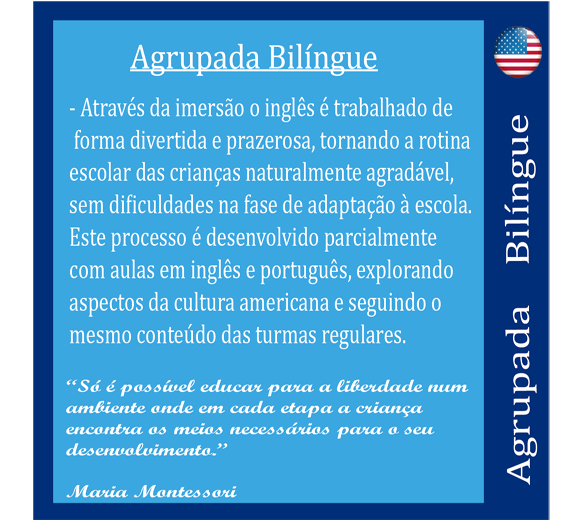 Agrupada Bilíngue
- Através da imersão o inglês é trabalhado de
forma divertida e prazerosa, tornando a rotina
escolar das crianças naturalmente agradável,
sem dificuldades na fase de adaptação à escola.
Este processo é desenvolvido parcialmente
com aulas em inglês e português, explorando
aspectos da cultura americana e seguindo o
mesmo conteúdo das turmas regulares.
“Só é possível educar para a liberdade num
ambiente onde em cada etapa a criança
encontra os meios necessários para o seu
desenvolvimento.”
Maria Montessori
Agrupada Bilíngue